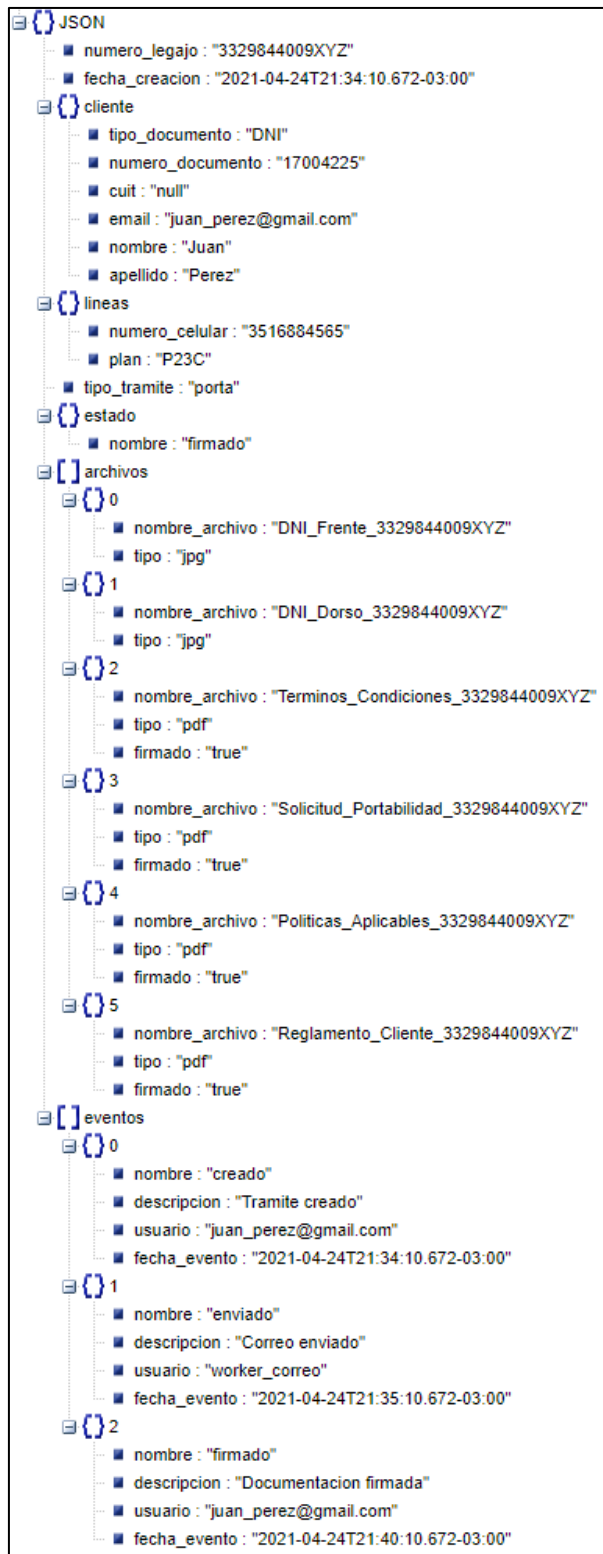 JSON
numero_legajo : "3329844009XYZ"
fecha_creacion : "2021-04-24T21:34:10.672-03:00"
cliente
tipo_documento : "DNI"
numero_documento : "17004225"
cuit : "null"
email : "juan_perez@gmail.com"
nombre : "Juan"
apellido : "Perez"
lineas
numero_celular : "3516884565"
plan : "P23C"
tipo_tramite : "porta"
estado
nombre : "firmado"
archivos
0
nombre_archivo : "DNI_Frente_3329844009XYZ"
tipo : "jpg"
1
nombre_archivo : "DNI_Dorso_3329844009XYZ"
tipo : "jpg"
2
nombre_archivo : "Terminos_Condiciones_3329844009XYZ"
tipo : "pdf"
firmado : "true"
3
nombre_archivo : "Solicitud_Portabilidad_3329844009XYZ"
tipo : "pdf"
firmado : "true"
4
nombre_archivo : "Politicas_Aplicables_3329844009XYZ"
tipo : "pdf"
firmado : "true"
5
nombre_archivo : "Reglamento_Cliente_3329844009XYZ"
tipo : "pdf"
firmado : "true"
eventos
0
nombre : "creado"
descripcion : "Tramite creado"
usuario : "juan_perez@gmail.com"
fecha_evento : "2021-04-24T21:34:10.672-03:00"
1
nombre : "enviado"
descripcion : "Correo enviado"
usuario : "worker_correo"
fecha_evento : "2021-04-24T21:35:10.672-03:00"
2
nombre : "firmado"
descripcion : "Documentacion firmada"
usuario : "juan_perez@gmail.com"
fecha_evento : "2021-04-24T21:40:10.672-03:00"